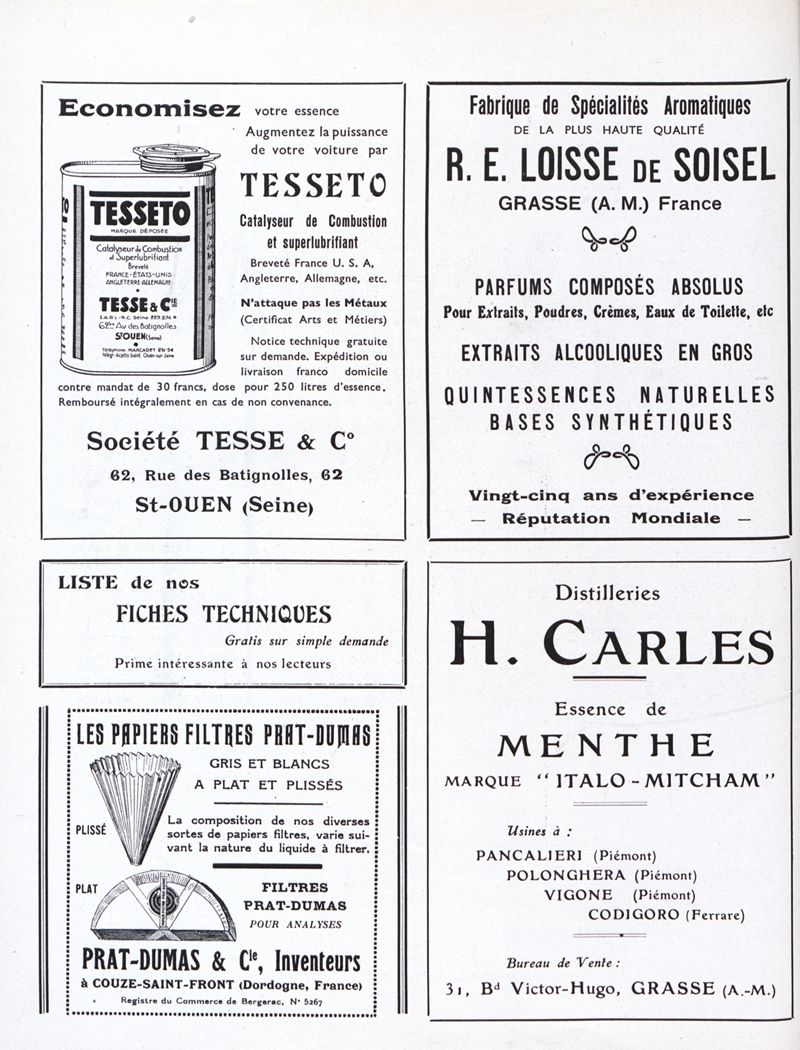 Economisez votre essence
Augmentez la puissance
de votre voiture par
TESSETO
Catalyseur de Combustion
et superlubrifiant
Breveté France U. S. A,
Angleterre, Allemagne, etc.
N'attaque pas les Métaux
(Certificat Arts et Métiers)
Notice technique gratuite
sur demande. Expédition ou
livraison franco domicile
contre mandat de 30 francs, dose pour 250 litres d'essence.
Remboursé intégralement en cas de non convenance.
TESSETO
MARQUE DÉPOSÉE
Catalyseur de Combustion
et Superlubrifiant
Breveté
FRANCE-ÉTATS-UNIS
ANGLETERRE-ALLEMAGNE
TESSE & CIE
S.A.R.L-R.C. Seine
62 Rue des Batignolles
ST OUEN (Seine)
Téléphone. MARCADET 26-54
Société TESSE & Cº
62, Rue des Batignolles, 62
St-OUEN (Seine)
Fabrique de Spécialités Aromatiques
DE LA PLUS HAUTE QUALITÉ
R. E. LOISSE DE SOISEL
GRASSE (A. M.) France
PARFUMS COMPOSÉS ABSOLUS
Pour Extraits, Poudres, Crèmes, Eaux de Toilette, etc
EXTRAITS ALCOOLIQUES EN GROS
QUINTESSENCES NATURELLES
BASES SYNTHÉTIQUES
Vingt-cinq ans d'expérience
— Réputation Mondiale —
LISTE de nos
FICHES TECHNIQUES
Gratis sur simple demande
Prime intéressante à nos lecteurs
LES PAPIERS FILTRES PRAT-DUMAS
GRIS ET BLANCS
A PLAT ET PLISSÉS
PLISSÉ
La composition de nos diverses
sortes de papiers filtres, varie sui-
vant la nature du liquide à filtrer.
PLAT
FILTRES
PRAT-DUMAS
POUR ANALYSES
PRAT-DUMAS & Cie, Inventeurs
à COUZE-SAINT-FRONT (Dordogne, France)
Registre du Commerce de Bergerac, N° 5267
Distilleries
H. CARLES
Essence de
MENTHE
MARQUE “ ITALO-MITCHAM ”
Usines à :
PANCALIERI (Piémont)
POLONGHERA (Piémont)
VIGONE (Piémont)
CODIGORO (Ferrare)
Bureau de Vente :
31, Bd Victor-Hugo, GRASSE (A.-M.)